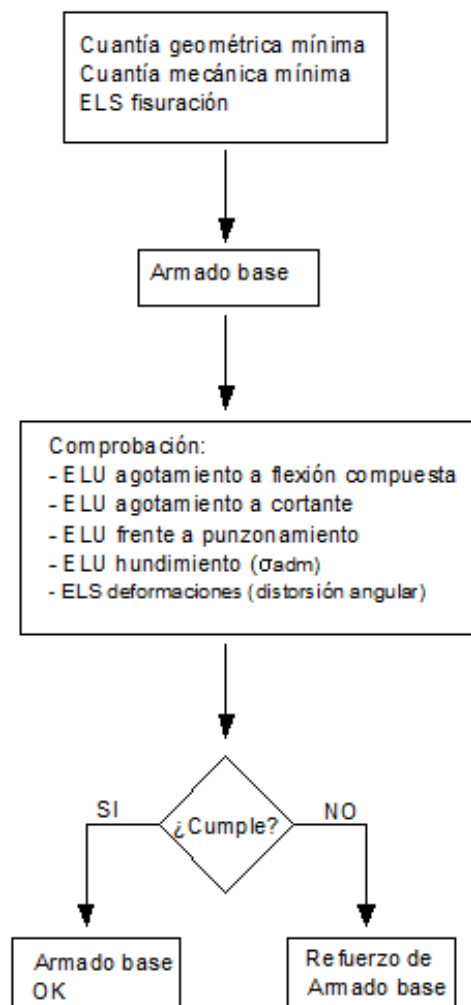 Cuantía geométrica mínima
Cuantía mecánica mínima
ELS fisuración
Armado base
Comprobación:
- ELU agotamiento a flexión compuesta
- ELU agotamiento a cortante
- ELU frente a punzonamiento
- ELU hundimiento (σadm)
- ELS deformaciones (distorsión angular)
SI
¿Cumple?
NO
Armado base
OK
Refuerzo de
Armado base